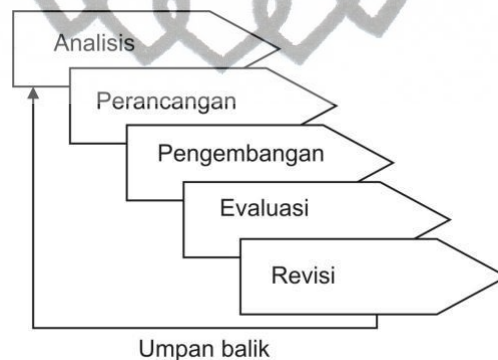 Analisis
Perancangan
Pengembangan
Evaluasi
Revisi
Umpan balik